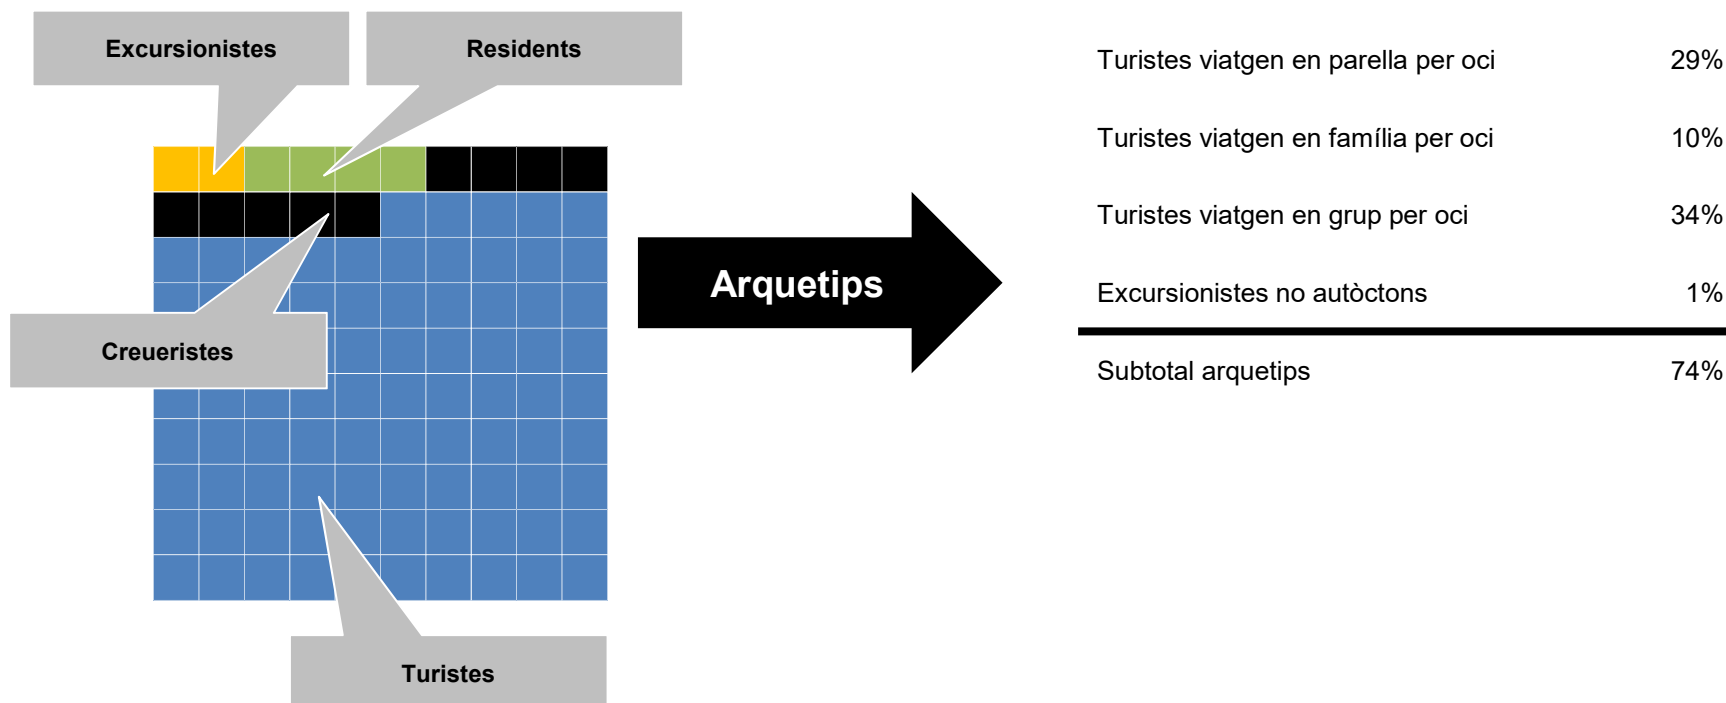 Excursionistes
Residents
Creueristes
Turistes
Arquetips
Turistes viatgen en parella per oci 29%
Turistes viatgen en família per oci 10%
Turistes viatgen en grup per oci 34%
Excursionistes no autòctons 1%
Subtotal arquetips 74%